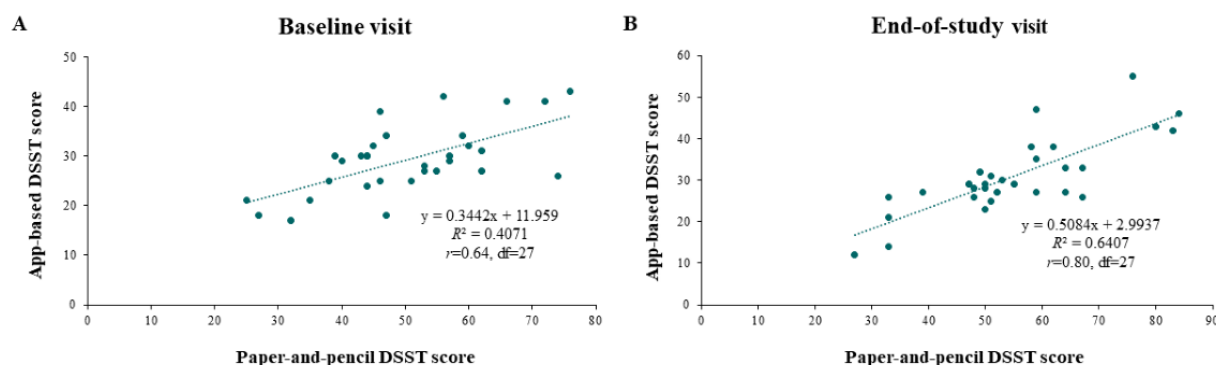 A
Baseline visit
App-based DSST score
50
40
30
20
10
0
y = 0.3442x + 11.959
R² = 0.4071
r=0.64, df=27
0 10 20 30 40 50 60 70 80
Paper-and-pencil DSST score
B
End-of-study visit
App-based DSST score
60
50
40
30
20
10
0
y = 0.5084x + 2.9937
R² = 0.6407
r=0.80, df=27
0 10 20 30 40 50 60 70 80 90
Paper-and-pencil DSST score